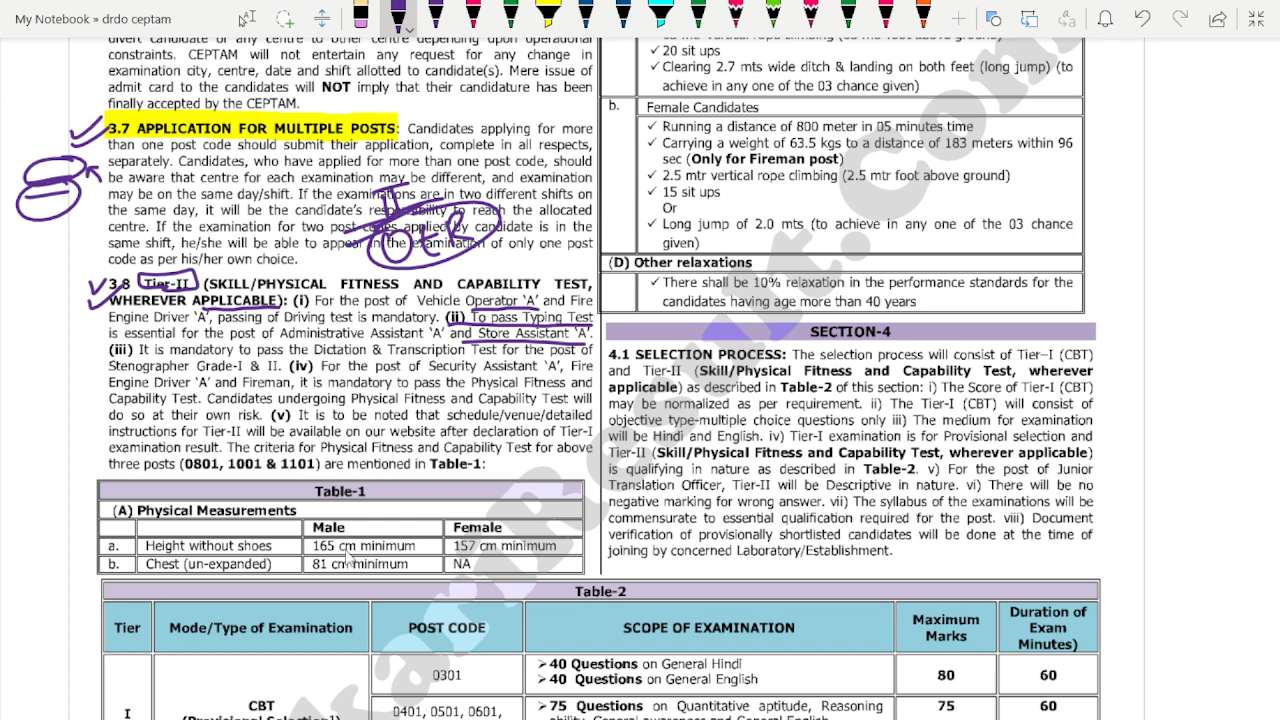 My Notebook > drdo ceptam
divert candidate of any centre to other centre depending upon operational
constraints. CEPTAM will not entertain any request for any change in
examination city, centre, date and shift allotted to candidate(s). Mere issue of
admit card to the candidates will NOT imply that their candidature has been
finally accepted by the CEPTAM.
3.7 APPLICATION FOR MULTIPLE POSTS: Candidates applying for more
than one post code should submit their application, complete in all respects,
separately. Candidates, who have applied for more than one post code, should
be aware that centre for each examination may be different, and examination
may be on the same day/shift. If the examinations are in two different shifts on
the same day, it will be the candidate's responsibility to reach the allocated
centre. If the examination for two post codes applied by candidate is in the
same shift, he/she will be able to appear in the examination of only one post
code as per his/her own choice.
3.8 Tier-II (SKILL/PHYSICAL FITNESS AND CAPABILITY TEST,
WHEREVER APPLICABLE): (i) For the post of Vehicle Operator 'A' and Fire
Engine Driver 'A', passing of Driving test is mandatory. (ii) To pass Typing Test
is essential for the post of Administrative Assistant 'A' and Store Assistant 'A'.
(iii) It is mandatory to pass the Dictation & Transcription Test for the post of
Stenographer Grade-I & II. (iv) For the post of Security Assistant 'A', Fire
Engine Driver 'A' and Fireman, it is mandatory to pass the Physical Fitness and
Capability Test. Candidates undergoing Physical Fitness and Capability Test will
do so at their own risk. (v) It is to be noted that schedule/venue/detailed
instructions for Tier-II will be available on our website after declaration of Tier-I
examination result. The criteria for Physical Fitness and Capability Test for above
three posts (0801, 1001 & 1101) are mentioned in Table-1:
Table-1
(A) Physical Measurements
Male Female
a. Height without shoes 165 cm minimum 157 cm minimum
b. Chest (un-expanded) 81 cm minimum NA
✓ 20 sit ups
✓ Clearing 2.7 mts wide ditch & landing on both feet (long jump) (to
achieve in any one of the 03 chance given)
b. Female Candidates
✓ Running a distance of 800 meter in 05 minutes time
✓ Carrying a weight of 63.5 kgs to a distance of 183 meters within 96
sec (Only for Fireman post)
✓ 2.5 mtr vertical rope climbing (2.5 mtr foot above ground)
✓ 15 sit ups
Or
✓ Long jump of 2.0 mts (to achieve in any one of the 03 chance
given)
(D) Other relaxations
✓ There shall be 10% relaxation in the performance standards for the
candidates having age more than 40 years
SECTION-4
4.1 SELECTION PROCESS: The selection process will consist of Tier–I (CBT)
and Tier-II (Skill/Physical Fitness and Capability Test, wherever
applicable) as described in Table-2 of this section: i) The Score of Tier-I (CBT)
may be normalized as per requirement. ii) The Tier-I (CBT) will consist of
objective type-multiple choice questions only iii) The medium for examination
will be Hindi and English. iv) Tier-I examination is for Provisional selection and
Tier-II (Skill/Physical Fitness and Capability Test, wherever applicable)
is qualifying in nature as described in Table-2. v) For the post of Junior
Translation Officer, Tier-II will be Descriptive in nature. vi) There will be no
negative marking for wrong answer. vii) The syllabus of the examinations will be
commensurate to essential qualification required for the post. viii) Document
verification of provisionally shortlisted candidates will be done at the time of
joining by concerned Laboratory/Establishment.
Table-2
Tier Mode/Type of Examination POST CODE SCOPE OF EXAMINATION Maximum Marks Duration of Exam Minutes)
I CBT
0301 ➢ 40 Questions on General Hindi
➢ 40 Questions on General English 80 60
0401, 0501, 0601, ➢ 75 Questions on Quantitative aptitude, Reasoning 75 60